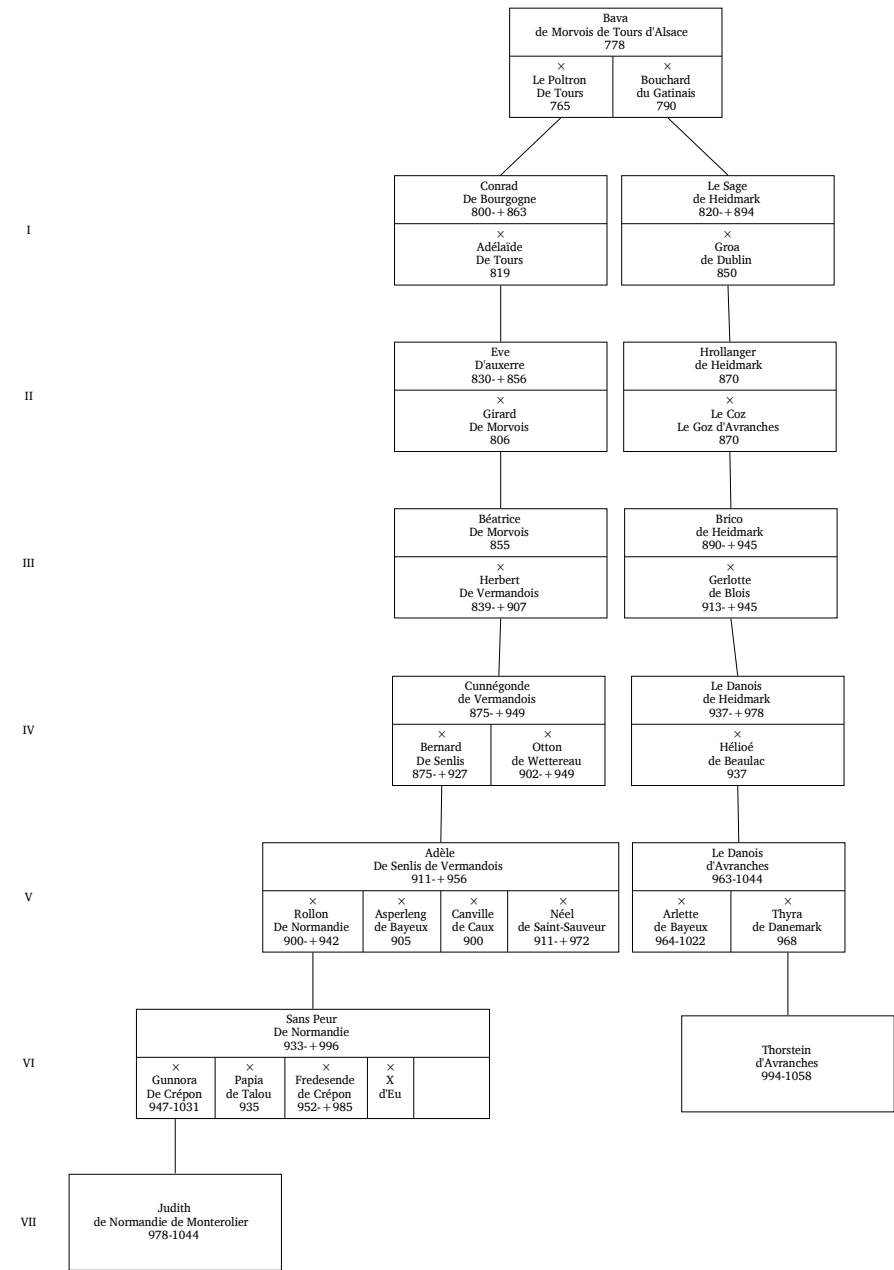 Bava
de Morvois de Tours d'Alsace
778
×
Le Poltron
De Tours
765
×
Bouchard
du Gatinais
790
I
Conrad
De Bourgogne
800-+863
×
Adélaïde
De Tours
819
Le Sage
de Heidmark
820-+894
×
Groa
de Dublin
850
II
Eve
D'auxerre
830-+856
×
Girard
De Morvois
806
Hrollanger
de Heidmark
870
×
Le Coz
Le Goz d'Avranches
870
III
Béatrice
De Morvois
855
×
Herbert
De Vermandois
839-+907
Brico
de Heidmark
890-+945
×
Gerlotte
de Blois
913-+945
IV
Cunnégonde
de Vermandois
875-+949
×
Bernard
De Senlis
875-+927
×
Otton
de Wettereau
902-+949
Le Danois
de Heidmark
937-+978
×
Hélioé
de Beaulac
937
V
Adèle
De Senlis de Vermandois
911-+956
×
Rollon
De Normandie
900-+942
×
Asperleng
de Bayeux
905
×
Canville
de Caux
900
×
Néel
de Saint-Sauveur
911-+972
Le Danois
d'Avranches
963-1044
×
Arlette
de Bayeux
964-1022
×
Thyra
de Danemark
968
VI
Sans Peur
De Normandie
933-+996
×
Gunnora
De Crépon
947-1031
×
Papia
de Talou
935
×
Fredesende
de Crépon
952-+985
×
X
d'Eu
Thorstein
d'Avranches
994-1058
VII
Judith
de Normandie de Monterolier
978-1044